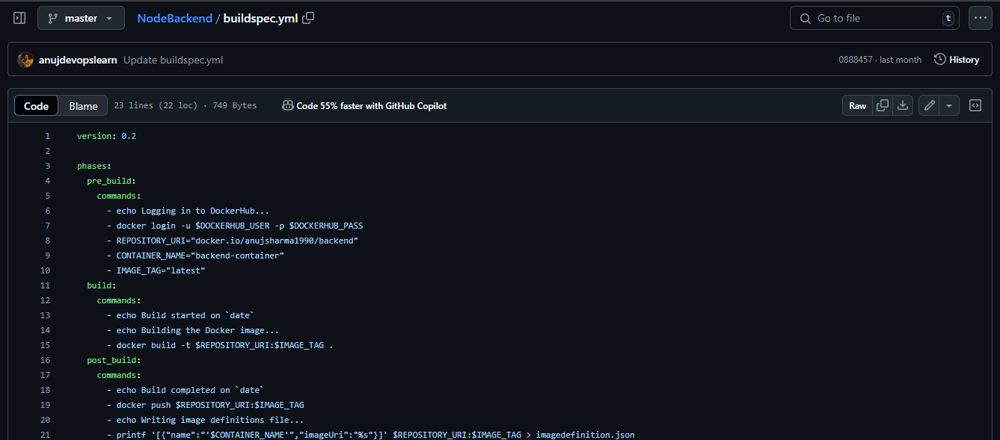 master NodeBackend / buildspec.yml Go to file t
anujdevopslearn Update buildspec.yml 0888457 · last month History
Code Blame 23 lines (22 loc) · 749 Bytes Code 55% faster with GitHub Copilot Raw
1 version: 0.2
2
3 phases:
4 pre_build:
5 commands:
6 - echo Logging in to DockerHub...
7 - docker login -u $DOCKERHUB_USER -p $DOCKERHUB_PASS
8 - REPOSITORY_URI="docker.io/anujsharma1990/backend"
9 - CONTAINER_NAME="backend-container"
10 - IMAGE_TAG="latest"
11 build:
12 commands:
13 - echo Build started on `date`
14 - echo Building the Docker image...
15 - docker build -t $REPOSITORY_URI:$IMAGE_TAG .
16 post_build:
17 commands:
18 - echo Build completed on `date`
19 - docker push $REPOSITORY_URI:$IMAGE_TAG
20 - echo Writing image definitions file...
21 - printf '[{"name":"'$CONTAINER_NAME'","imageUri":"%s"}]' $REPOSITORY_URI:$IMAGE_TAG > imagedefinition.json